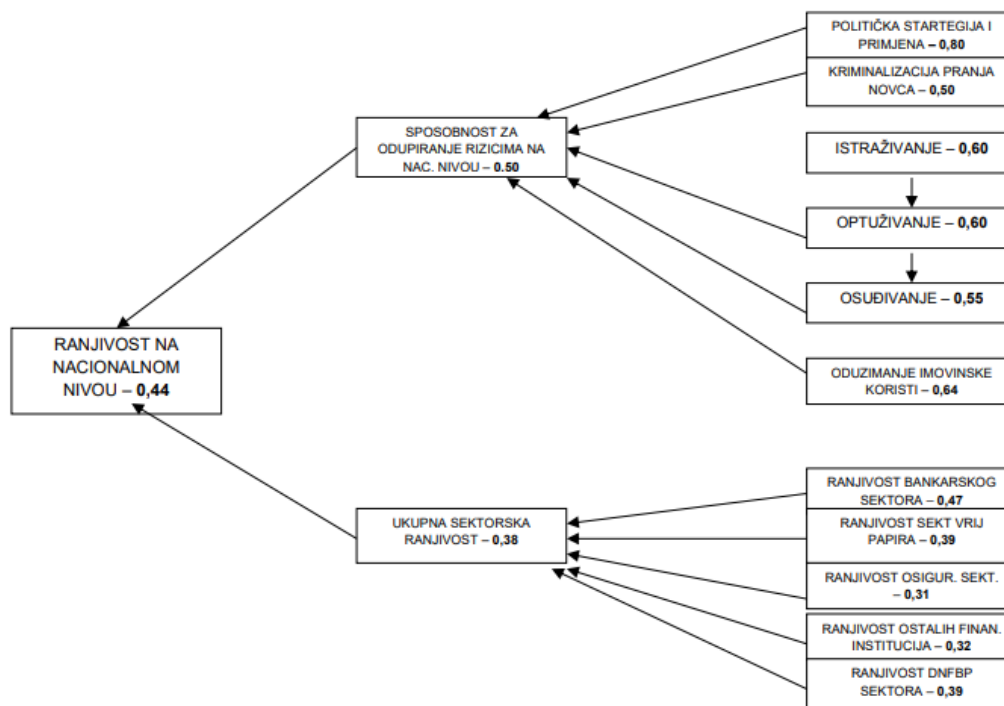 POLITIČKA STARTEGIJA I
PRIMJENA – 0,80
KRIMINALIZACIJA PRANJA
NOVCA – 0,50
SPOSOBNOST ZA
ODUPIRANJE RIZICIMA NA
NAC. NIVOU – 0.50
ISTRAŽIVANJE – 0,60
OPTUŽIVANJE – 0,60
OSUĐIVANJE – 0,55
RANJIVOST NA
NACIONALNOM
NIVOU – 0,44
ODUZIMANJE IMOVINSKE
KORISTI – 0,64
UKUPNA SEKTORSKA
RANJIVOST – 0,38
RANJIVOST BANKARSKOG
SEKTORA – 0,47
RANJIVOST SEKT VRIJ
PAPIRA – 0,39
RANJIVOST OSIGUR. SEKT.
– 0,31
RANJIVOST OSTALIH FINAN.
INSTITUCIJA – 0,32
RANJIVOST DNFBP
SEKTORA – 0,39